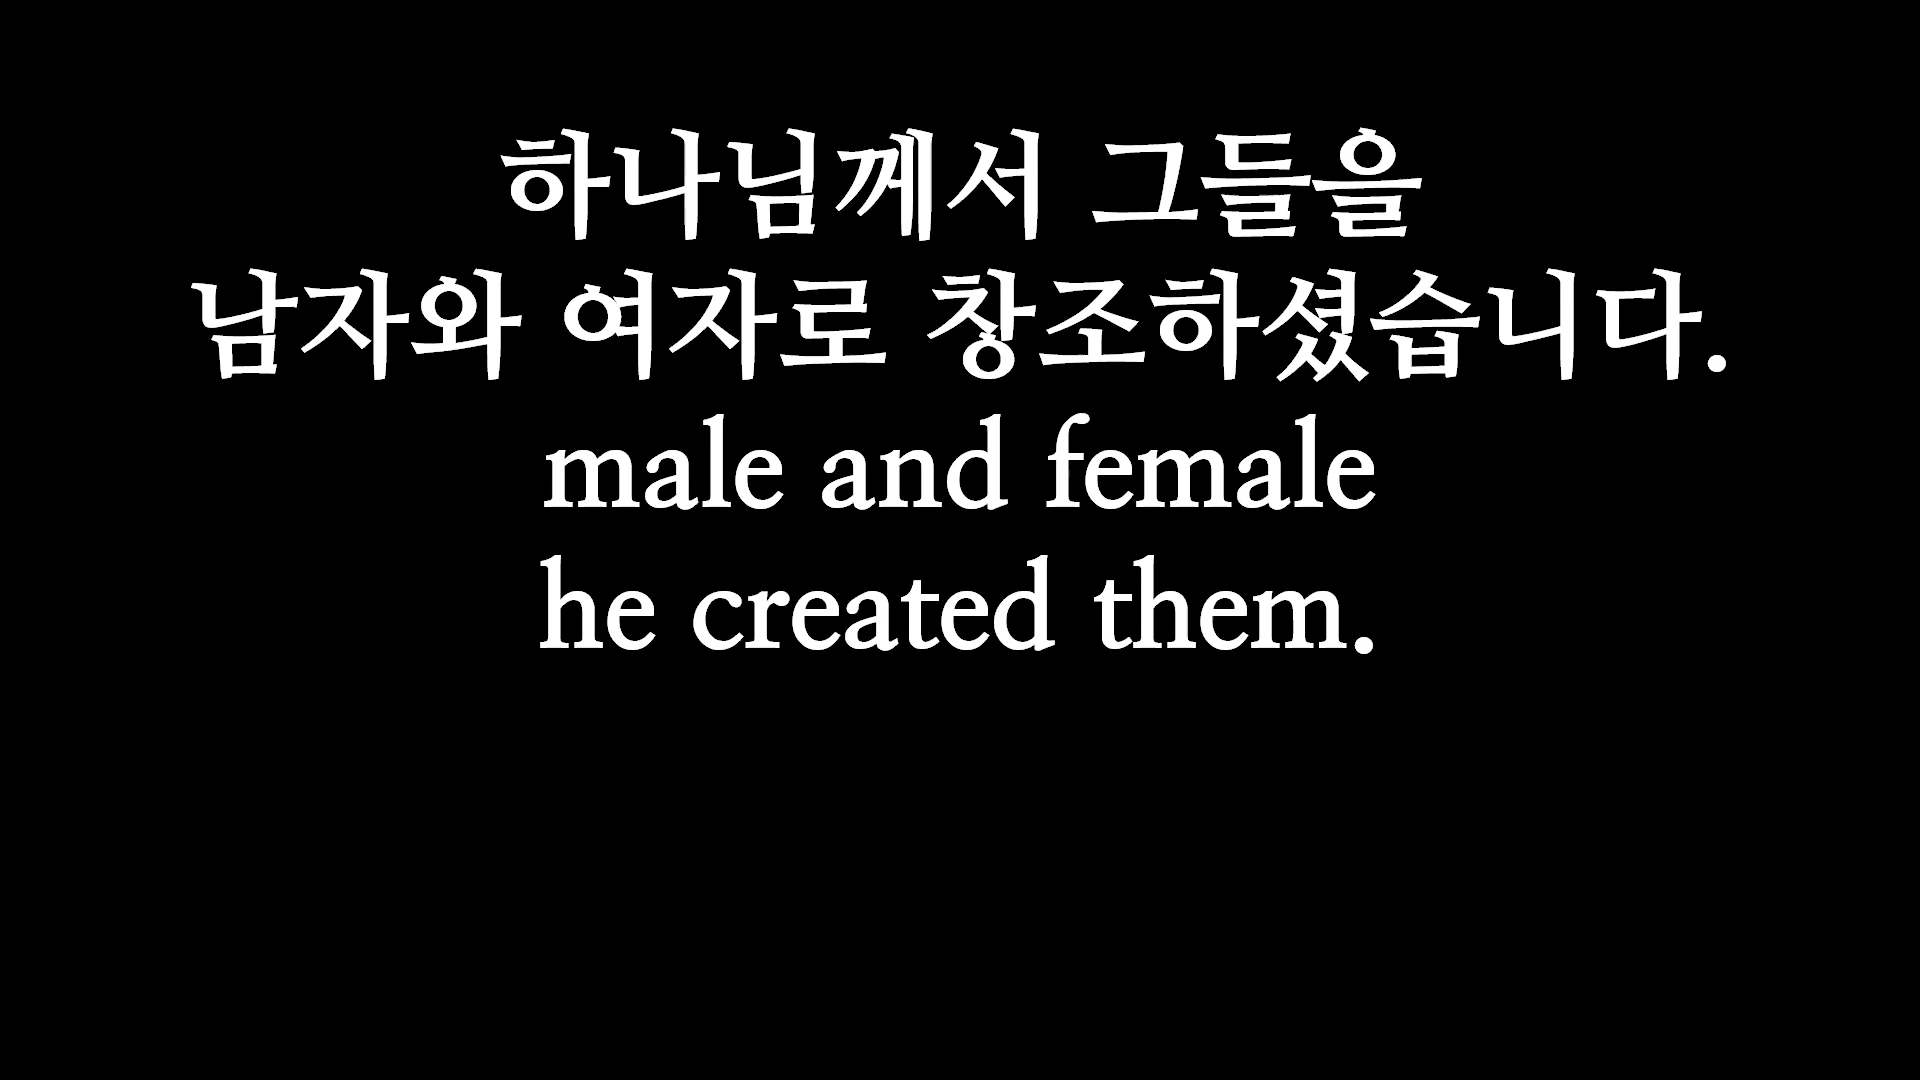 하나님께서 그들을
남자와 여자로 창조하셨습니다.
male and female
he created them.